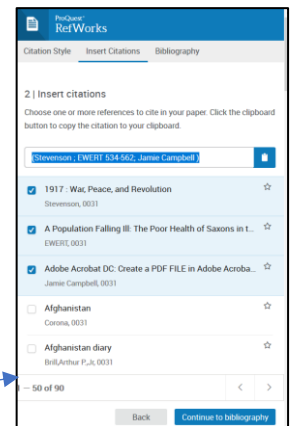 ProQuest
RefWorks
Citation Style Insert Citations Bibliography
2 | Insert citations
Choose one or more references to cite in your paper. Click the clipboard
button to copy the citation to your clipboard.
(Stevenson ; EWERT 534-562; Jamie Campbell )
1917 : War, Peace, and Revolution
Stevenson, 0031
A Population Falling Ill: The Poor Health of Saxons in t...
EWERT, 0031
Adobe Acrobat DC: Create a PDF FILE in Adobe Acroba...
Jamie Campbell, 0031
Afghanistan
Corona, 0031
Afghanistan diary
Brill,Arthur P.,Jr, 0031
– 50 of 90
Back Continue to bibliography